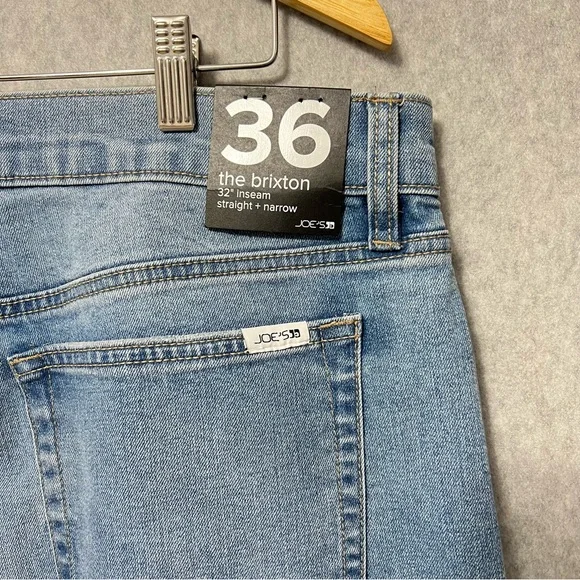 36
the brixton
32" inseam
straight + narrow
JOE'S
JOE'S